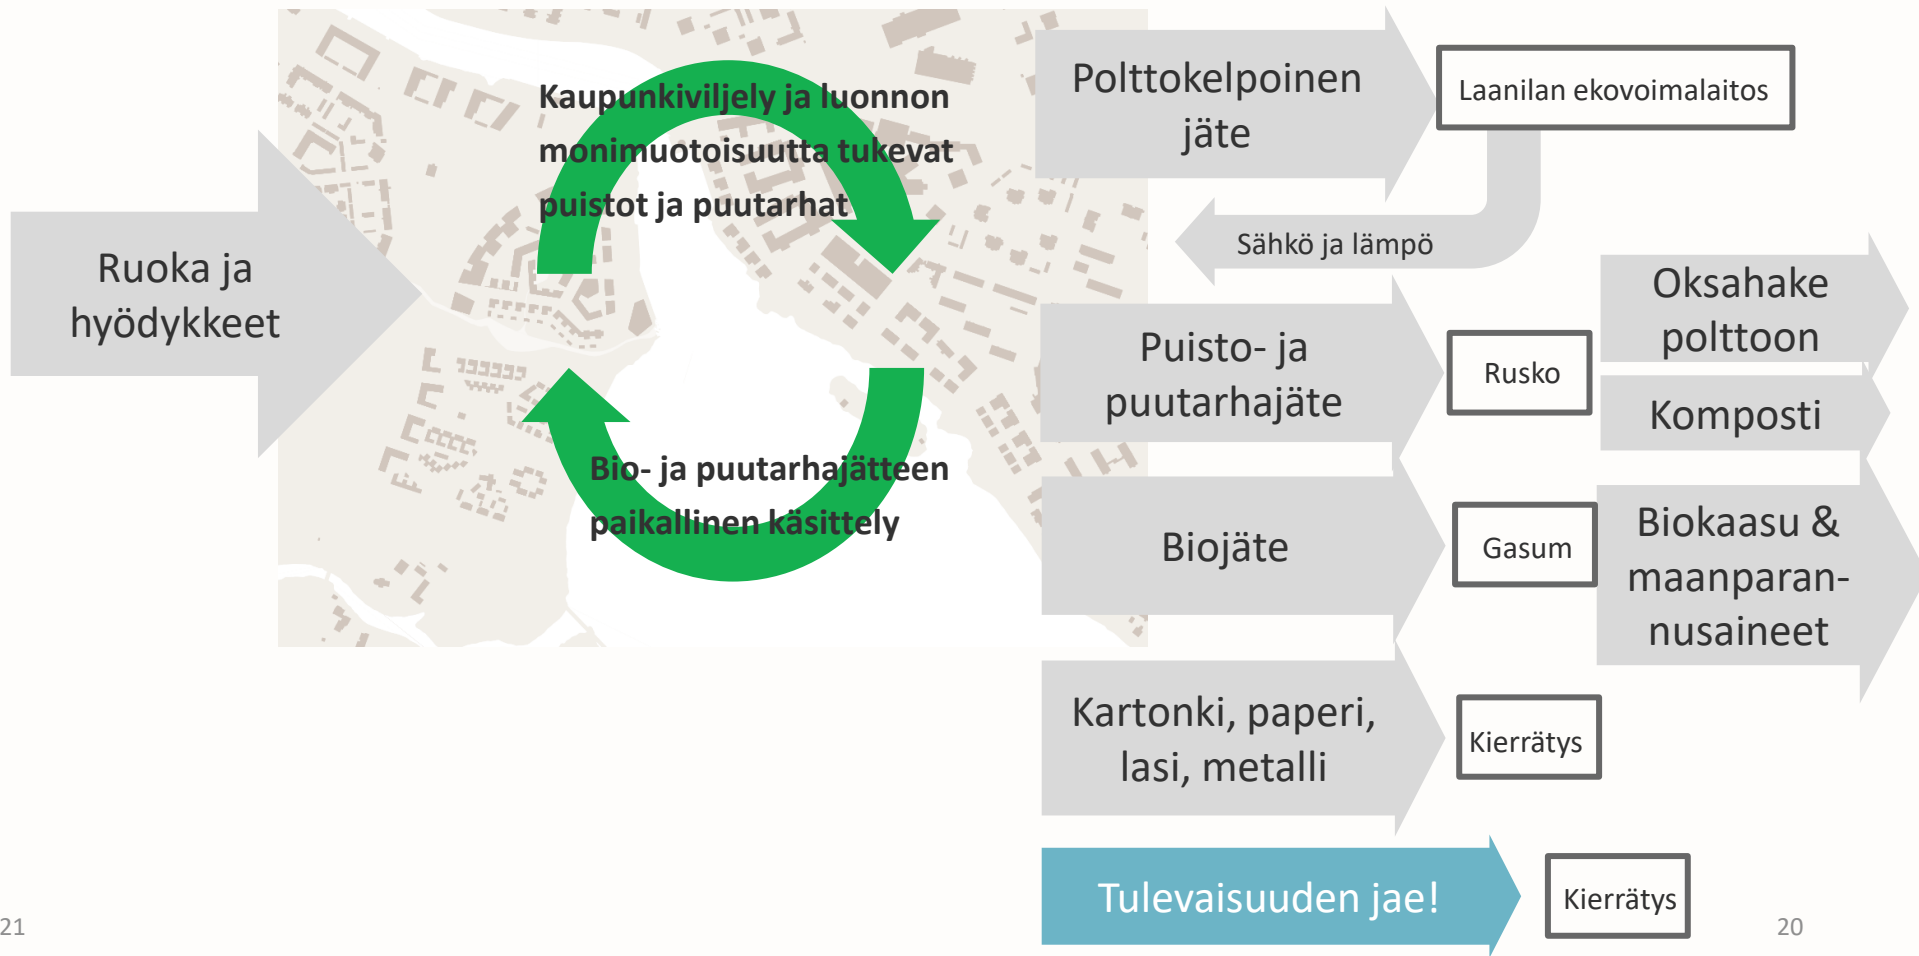 Ruoka ja
hyödykkeet
Kaupunkiviljely ja luonnon
monimuotoisuutta tukevat
puistot ja puutarhat
Bio- ja puutarhajätteen
paikallinen käsittely
Polttokelpoinen
jäte
Laanilan ekovoimalaitos
Sähkö ja lämpö
Puisto- ja
puutarhajäte
Rusko
Oksahake
polttoon
Komposti
Biojäte
Gasum
Biokaasu &
maanparan-
nusaineet
Kartonki, paperi,
lasi, metalli
Kierrätys
Tulevaisuuden jae!
Kierrätys
21
20